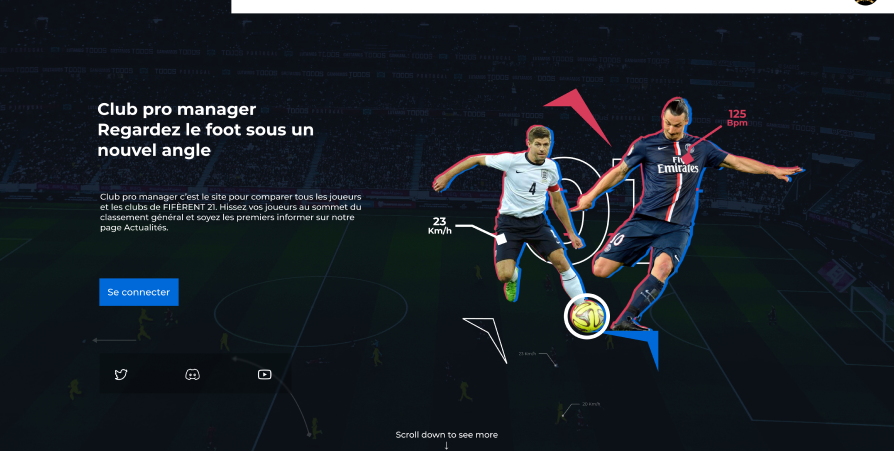 Club pro manager
Regardez le foot sous un
nouvel angle
Club pro manager c'est le site pour comparer tous les joueurs
et les clubs de FIFERENT 21. Hissez vos joueurs au sommet du
classement général et soyez les premiers informer sur notre
page Actualités.
Se connecter
125
Bpm
01
4
Fly
Emirates
10
23
Km/h
21 Km/h
20 Km/h
Scroll down to see more
↓